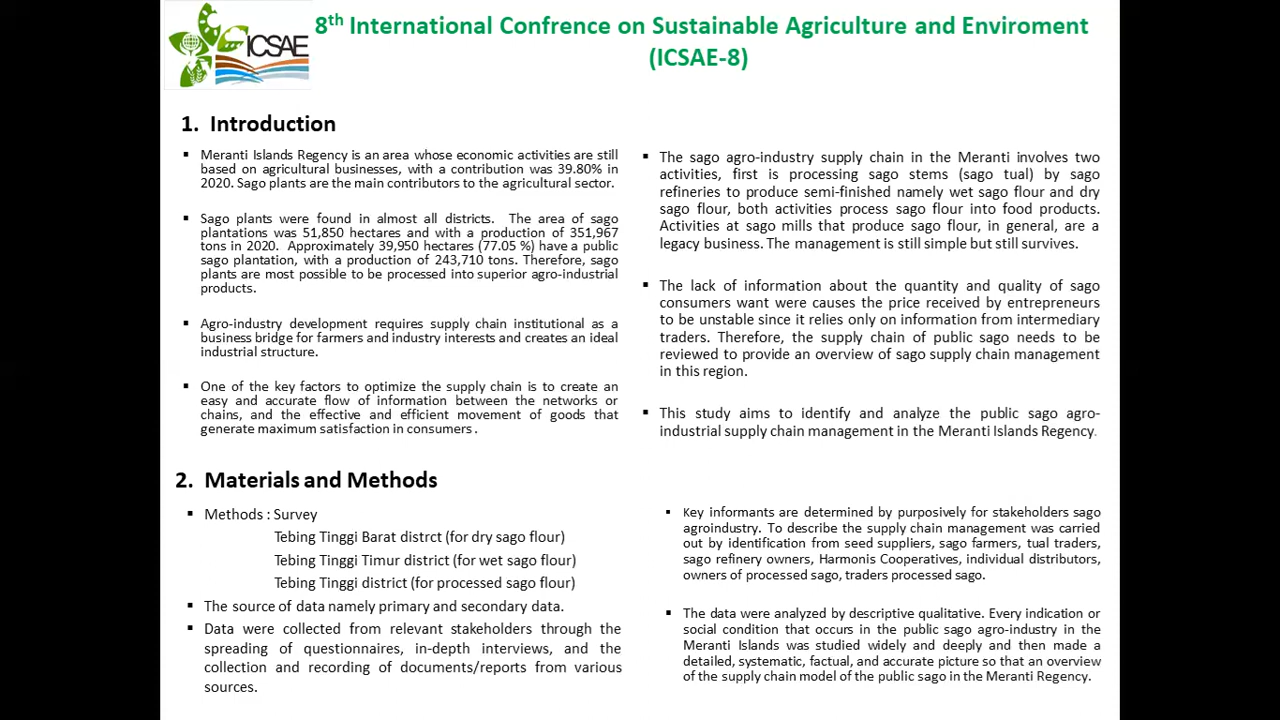 ICSAE
8th International Confrence on Sustainable Agriculture and Enviroment
(ICSAE-8)
1. Introduction
▪ Meranti Islands Regency is an area whose economic activities are still
based on agricultural businesses, with a contribution was 39.80% in
2020. Sago plants are the main contributors to the agricultural sector.
▪ Sago plants were found in almost all districts. The area of sago
plantations was 51,850 hectares and with a production of 351,967
tons in 2020. Approximately 39,950 hectares (77.05 %) have a public
sago plantation, with a production of 243,710 tons. Therefore, sago
plants are most possible to be processed into superior agro-industrial
products.
▪ Agro-industry development requires supply chain institutional as a
business bridge for farmers and industry interests and creates an ideal
industrial structure.
▪ One of the key factors to optimize the supply chain is to create an
easy and accurate flow of information between the networks or
chains, and the effective and efficient movement of goods that
generate maximum satisfaction in consumers.
▪ The sago agro-industry supply chain in the Meranti involves two
activities, first is processing sago stems (sago tual) by sago
refineries to produce semi-finished namely wet sago flour and dry
sago flour, both activities process sago flour into food products.
Activities at sago mills that produce sago flour, in general, are a
legacy business. The management is still simple but still survives.
▪ The lack of information about the quantity and quality of sago
consumers want were causes the price received by entrepreneurs
to be unstable since it relies only on information from intermediary
traders. Therefore, the supply chain of public sago needs to be
reviewed to provide an overview of sago supply chain management
in this region.
▪ This study aims to identify and analyze the public sago agro-
industrial supply chain management in the Meranti Islands Regency.
2. Materials and Methods
▪ Methods : Survey
Tebing Tinggi Barat distrct (for dry sago flour)
Tebing Tinggi Timur district (for wet sago flour)
Tebing Tinggi district (for processed sago flour)
▪ The source of data namely primary and secondary data.
▪ Data were collected from relevant stakeholders through the
spreading of questionnaires, in-depth interviews, and the
collection and recording of documents/reports from various
sources.
▪ Key informants are determined by purposively for stakeholders sago
agroindustry. To describe the supply chain management was carried
out by identification from seed suppliers, sago farmers, tual traders,
sago refinery owners, Harmonis Cooperatives, individual distributors,
owners of processed sago, traders processed sago.
▪ The data were analyzed by descriptive qualitative. Every indication or
social condition that occurs in the public sago agro-industry in the
Meranti Islands was studied widely and deeply and then made a
detailed, systematic, factual, and accurate picture so that an overview
of the supply chain model of the public sago in the Meranti Regency.